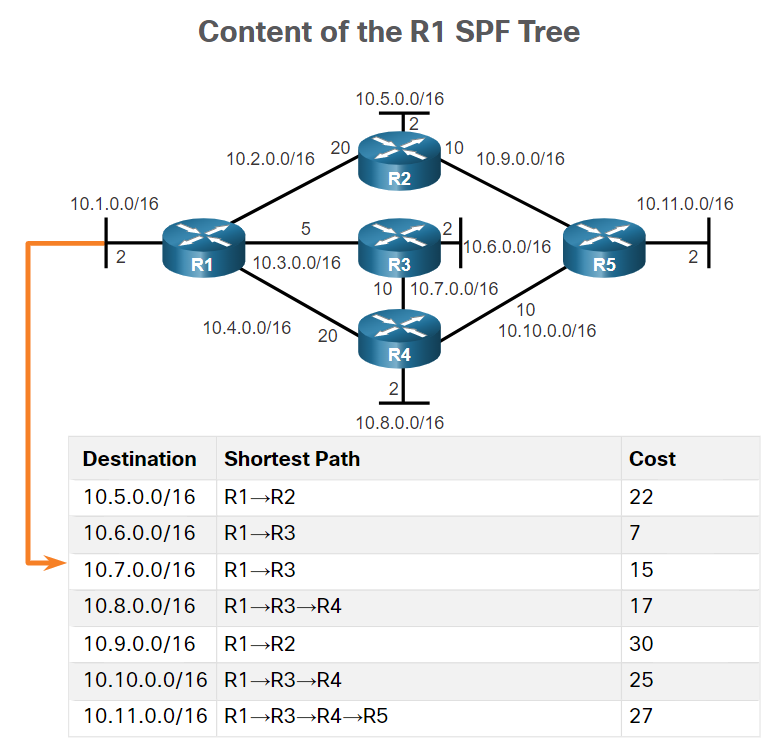 Content of the R1 SPF Tree
10.5.0.0/16
2
20
10
10.2.0.0/16
10.9.0.0/16
R2
10.1.0.0/16
10.11.0.0/16
5
2
10.6.0.0/16
2
R1
10.3.0.0/16
R3
R5
2
10
10.7.0.0/16
10
10.4.0.0/16
20
10.10.0.0/16
R4
2
10.8.0.0/16
Destination Shortest Path Cost
10.5.0.0/16 R1→R2 22
10.6.0.0/16 R1→R3 7
10.7.0.0/16 R1→R3 15
10.8.0.0/16 R1→R3→R4 17
10.9.0.0/16 R1→R2 30
10.10.0.0/16 R1→R3→R4 25
10.11.0.0/16 R1→R3→R4→R5 27